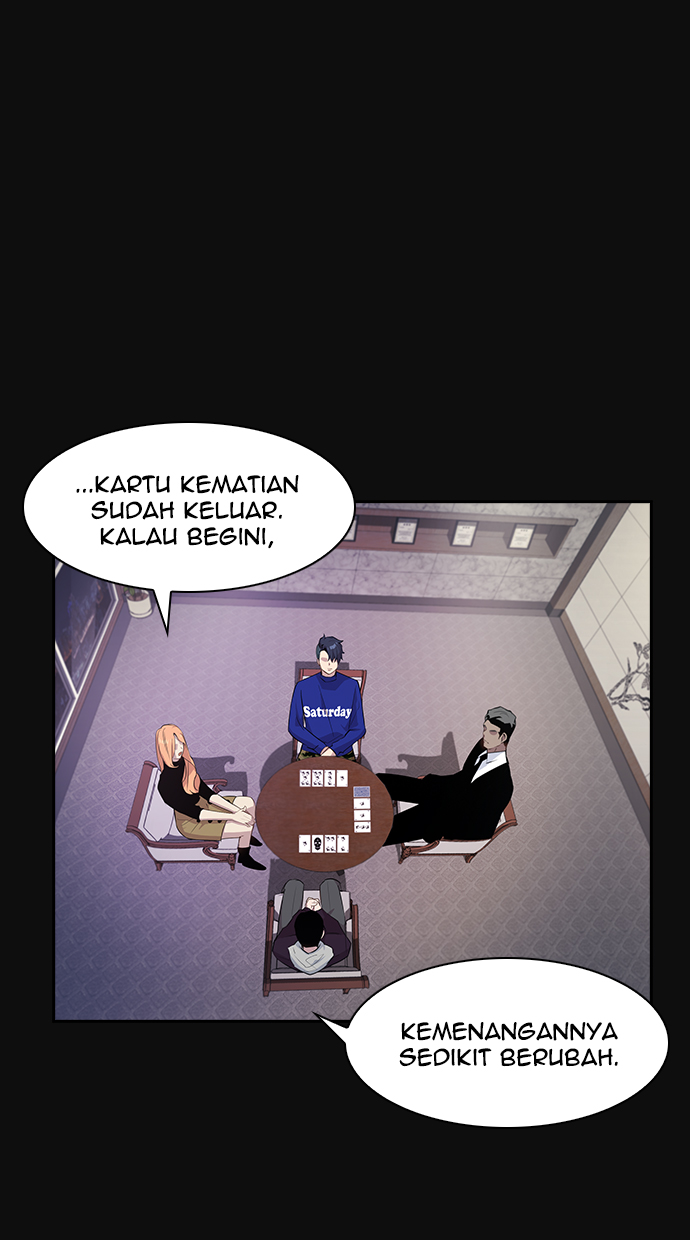 ...KARTU KEMATIAN
SUDAH KELUAR.
KALAU BEGINI,
Saturday
KEMENANGANNYA
SEDIKIT BERUBAH.